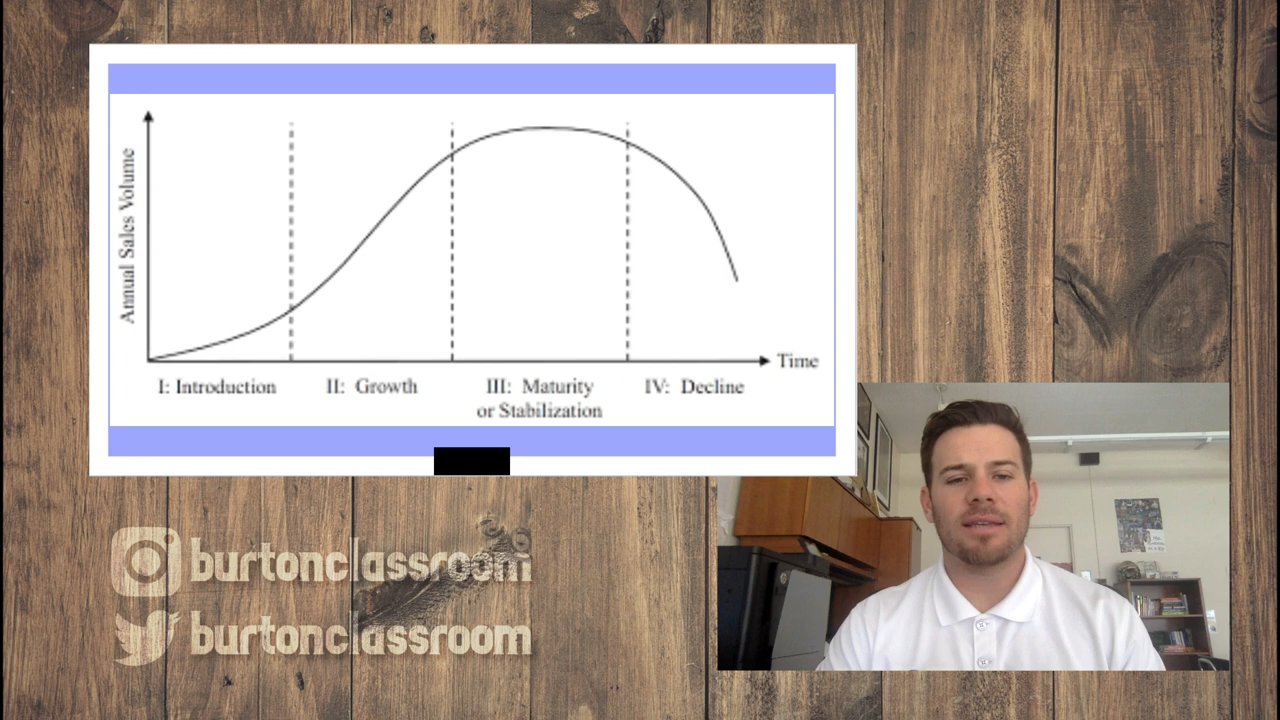 Annual Sales Volume
Time
I: Introduction
II: Growth
III: Maturity
or Stabilization
IV: Decline
burtonclassroom
burtonclassroom